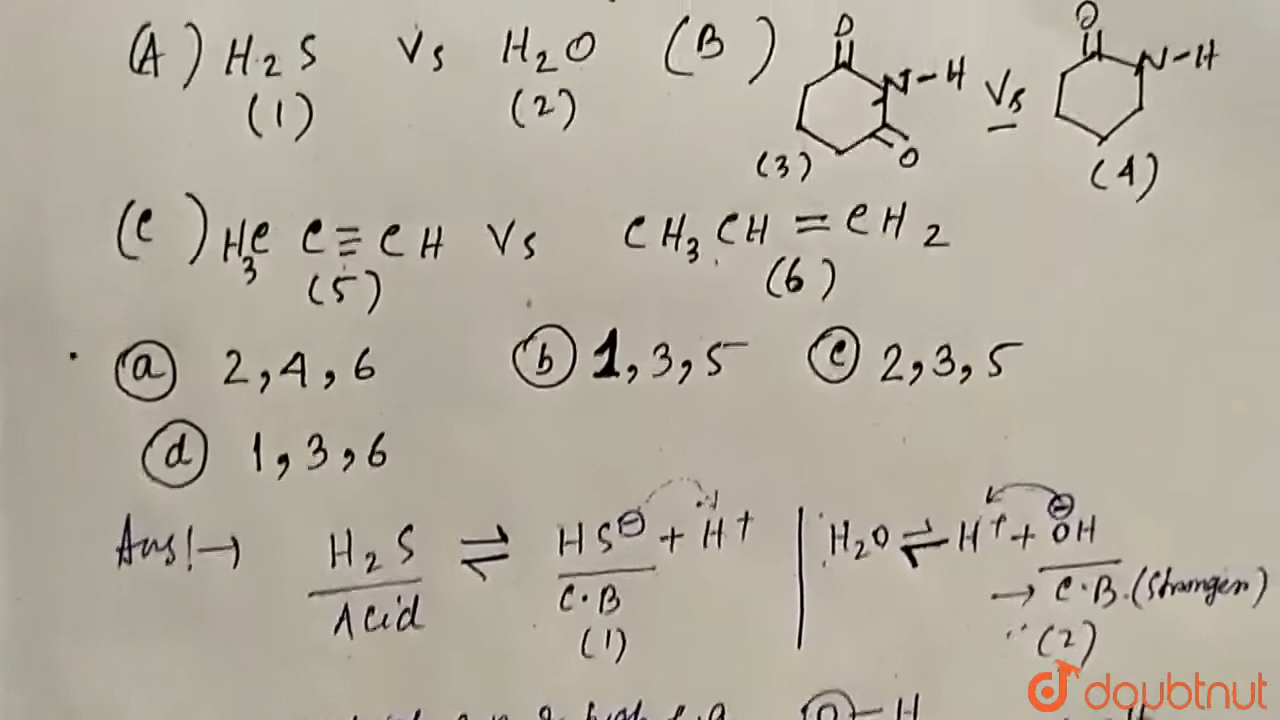 (A) H2S Vs H2O (B) O N-H O Vs O N-H
(1) (2) (3) (4)
(C) H3C C≡CH Vs CH3CH=CH2
(5) (6)
(a) 2,4,6 (b) 1,3,5 (c) 2,3,5
(d) 1,3,6
Ans:→ H2S ⇌ HS⊖ + H+ | H2O ⇌ H+ + ⊖OH
Acid C.B → C.B.(Stronger)
(1) (2)
O-H
doubtnut